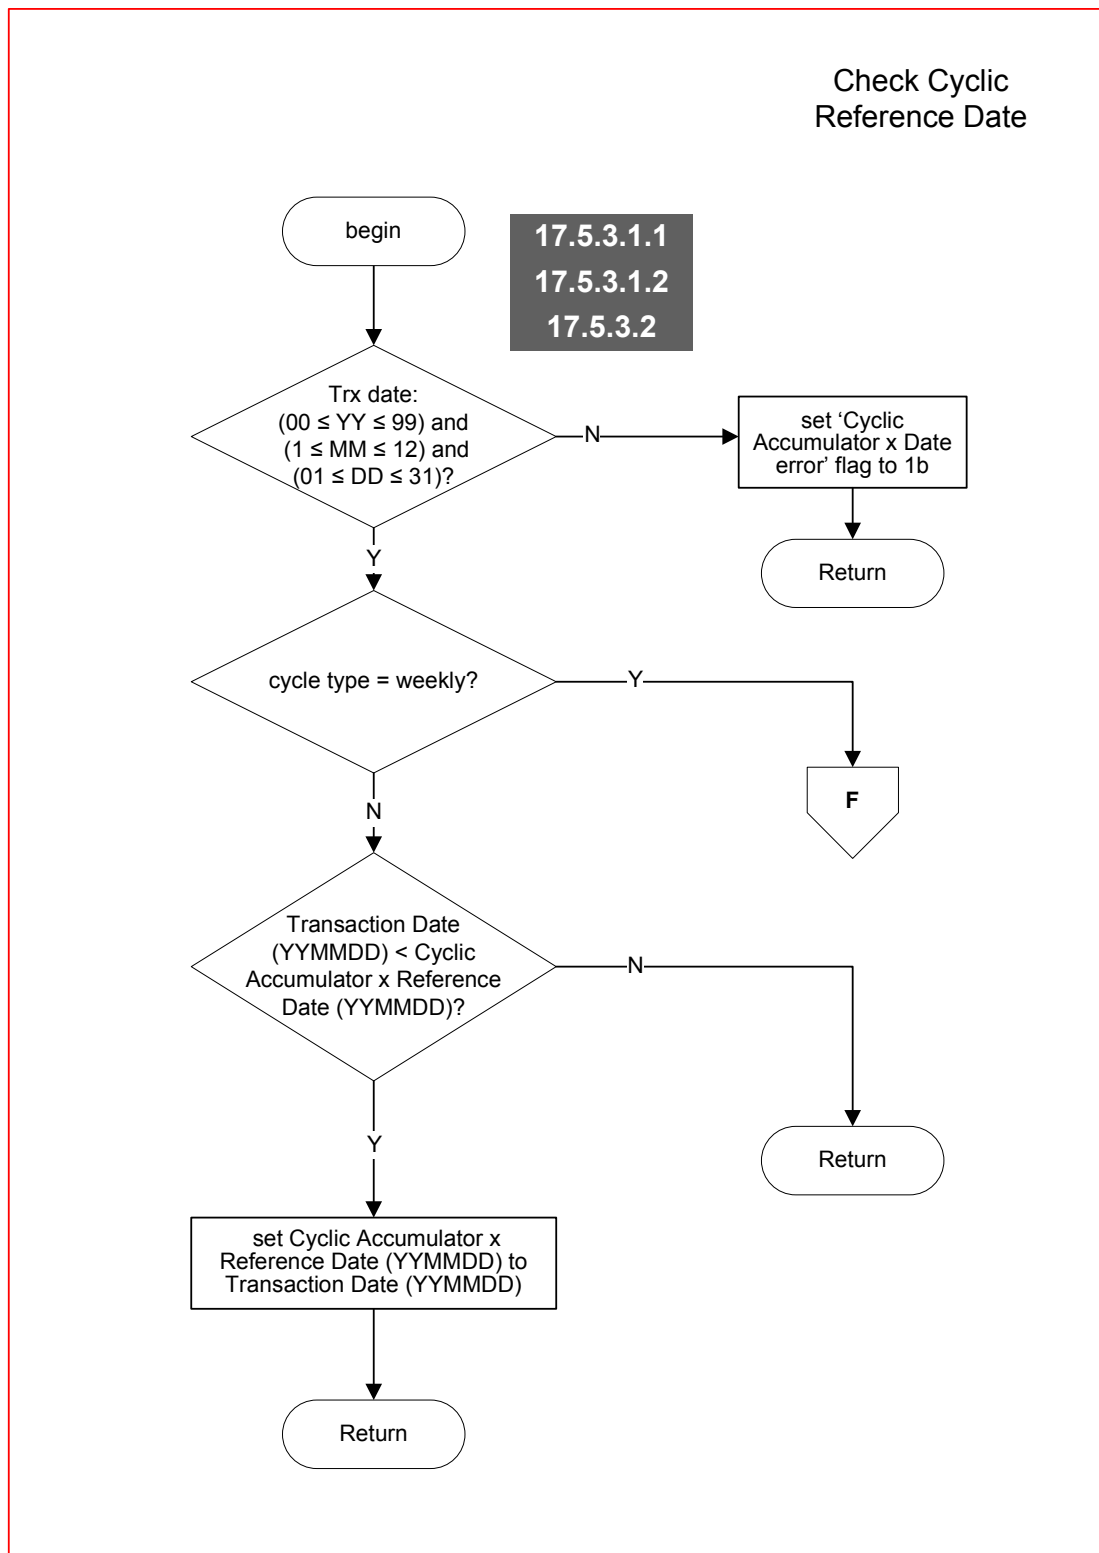 Check Cyclic
Reference Date
begin
17.5.3.1.1
17.5.3.1.2
17.5.3.2
Trx date:
(00 ≤ YY ≤ 99) and
(1 ≤ MM ≤ 12) and
(01 ≤ DD ≤ 31)?
N
set ‘Cyclic
Accumulator x Date
error’ flag to 1b
Return
Y
cycle type = weekly?
Y
F
N
Transaction Date
(YYMMDD) < Cyclic
Accumulator x Reference
Date (YYMMDD)?
N
Return
Y
set Cyclic Accumulator x
Reference Date (YYMMDD) to
Transaction Date (YYMMDD)
Return